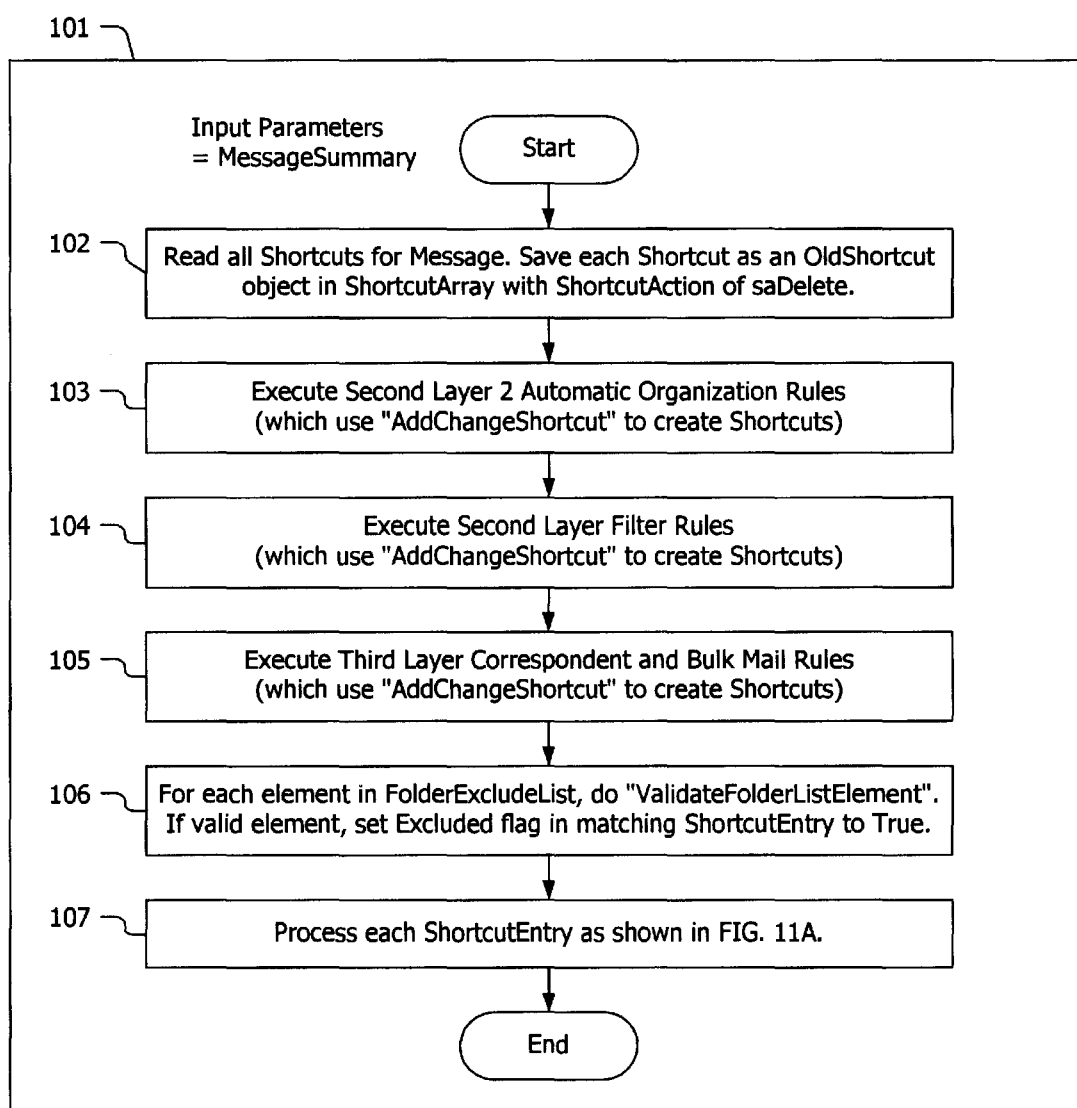 101
Input Parameters
= MessageSummary
Start
102
Read all Shortcuts for Message. Save each Shortcut as an OldShortcut
object in ShortcutArray with ShortcutAction of saDelete.
103
Execute Second Layer 2 Automatic Organization Rules
(which use "AddChangeShortcut" to create Shortcuts)
104
Execute Second Layer Filter Rules
(which use "AddChangeShortcut" to create Shortcuts)
105
Execute Third Layer Correspondent and Bulk Mail Rules
(which use "AddChangeShortcut" to create Shortcuts)
106
For each element in FolderExcludeList, do "ValidateFolderListElement".
If valid element, set Excluded flag in matching ShortcutEntry to True.
107
Process each ShortcutEntry as shown in FIG. 11A.
End